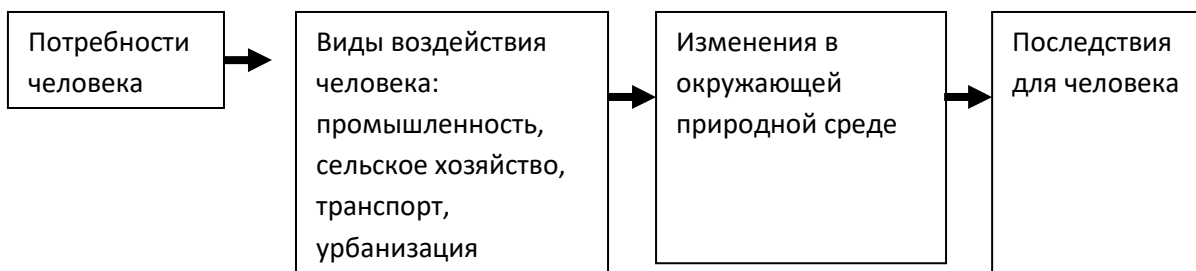 Потребности
человека
Виды воздействия
человека:
промышленность,
сельское хозяйство,
транспорт,
урбанизация
Изменения в
окружающей
природной среде
Последствия
для человека